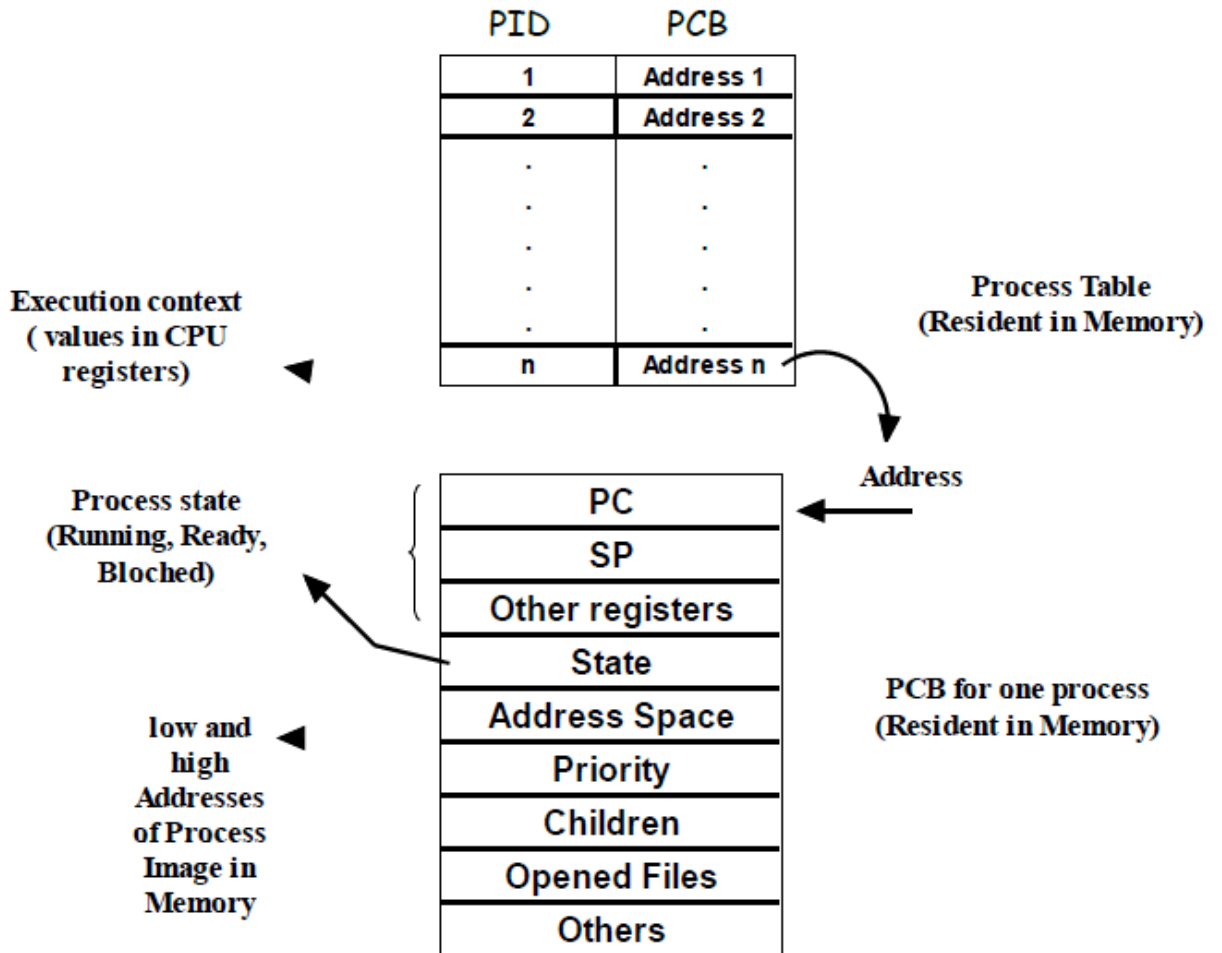 PID PCB
1 Address 1
2 Address 2
. .
. .
. .
. .
. .
n Address n
Process Table
(Resident in Memory)
Execution context
( values in CPU
registers)
Address
Process state
(Running, Ready,
Bloched)
PC
SP
Other registers
State
Address Space
Priority
Children
Opened Files
Others
PCB for one process
(Resident in Memory)
low and
high
Addresses
of Process
Image in
Memory